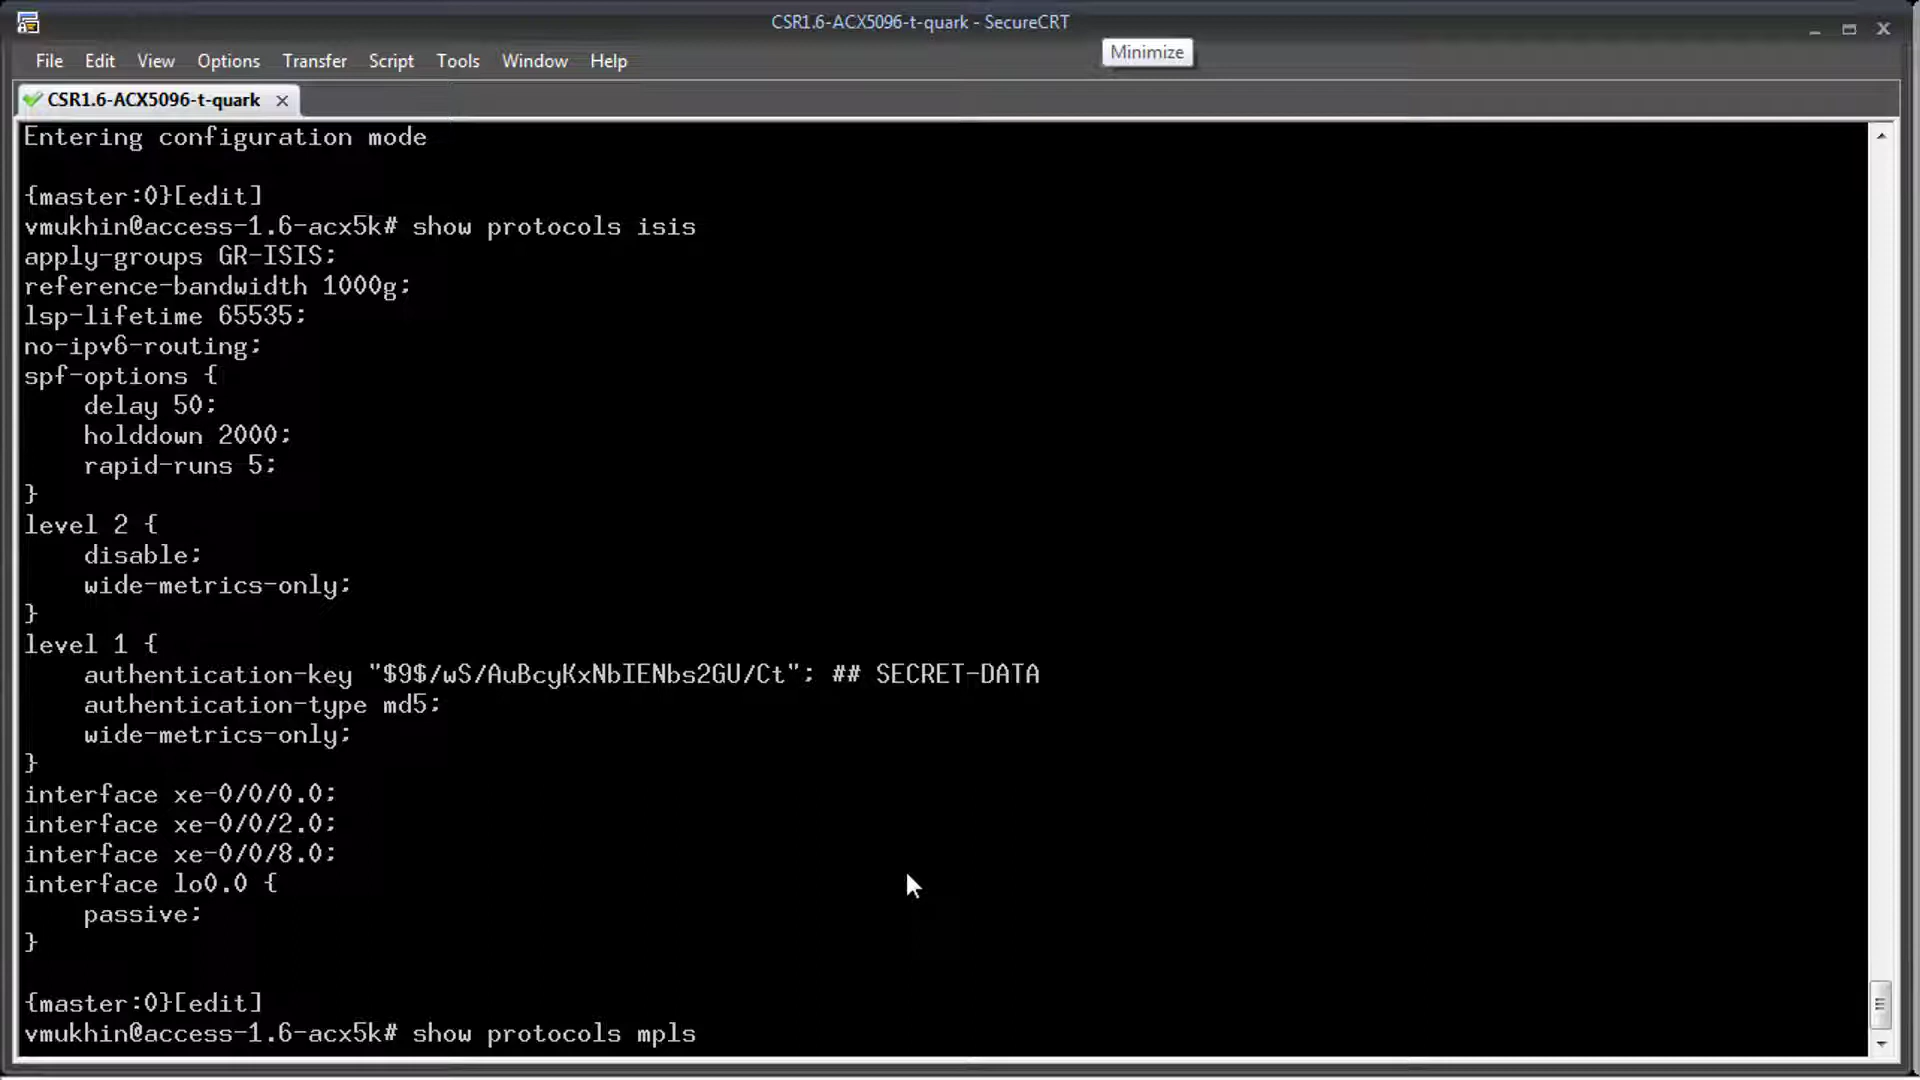 CSR1.6-ACX5096-t-quark - SecureCRT
Minimize
File Edit View Options Transfer Script Tools Window Help
CSR1.6-ACX5096-t-quark
Entering configuration mode
{master:0}[edit]
vmukhin@access-1.6-acx5k# show protocols isis
apply-groups GR-ISIS;
reference-bandwidth 1000g;
lsp-lifetime 65535;
no-ipv6-routing;
spf-options {
    delay 50;
    holddown 2000;
    rapid-runs 5;
}
level 2 {
    disable;
    wide-metrics-only;
}
level 1 {
    authentication-key "$9$/wS/AuBcyKxNbIENbs2GU/Ct"; ## SECRET-DATA
    authentication-type md5;
    wide-metrics-only;
}
interface xe-0/0/0.0;
interface xe-0/0/2.0;
interface xe-0/0/8.0;
interface lo0.0 {
    passive;
}
{master:0}[edit]
vmukhin@access-1.6-acx5k# show protocols mpls